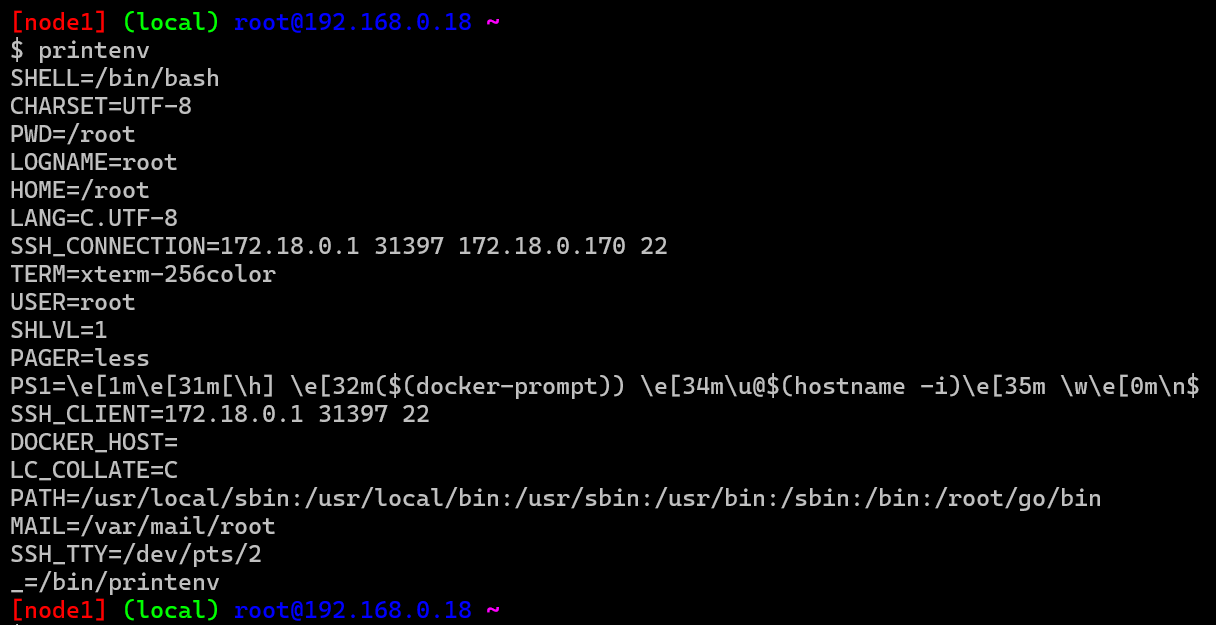 [node1] (local) root@192.168.0.18 ~
$ printenv
SHELL=/bin/bash
CHARSET=UTF-8
PWD=/root
LOGNAME=root
HOME=/root
LANG=C.UTF-8
SSH_CONNECTION=172.18.0.1 31397 172.18.0.170 22
TERM=xterm-256color
USER=root
SHLVL=1
PAGER=less
PS1=\e[1m\e[31m[\h] \e[32m($(docker-prompt)) \e[34m\u@$(hostname -i)\e[35m \w\e[0m\n$
SSH_CLIENT=172.18.0.1 31397 22
DOCKER_HOST=
LC_COLLATE=C
PATH=/usr/local/sbin:/usr/local/bin:/usr/sbin:/usr/bin:/sbin:/bin:/root/go/bin
MAIL=/var/mail/root
SSH_TTY=/dev/pts/2
_=/bin/printenv
[node1] (local) root@192.168.0.18 ~